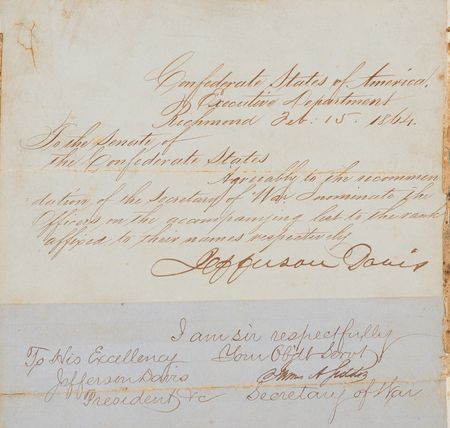 Confederate States of America,
Executive Department
Richmond Feb. 15. 1864.
To the Senate of
the Confederate States
Agreeably to the recommen
dation of the Secretary of War I nominate the
Officers on the accompanying list to the rank
affixed to their names respectively
Jefferson Davis
I am sir respectfully
Your Obdt Servt
To His Excellency
Jefferson Davis
President &c
James A Seddon
Secretary of War